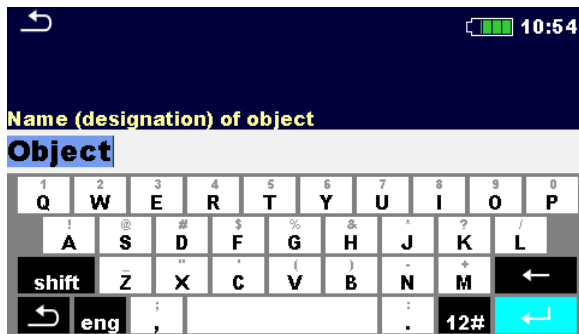 10:54
Name (designation) of object
Object
1 2 3 4 5 6 7 8 9 0
Q W E R T Y U I O P
! @ # $ % & * ? /
A S D F G H J K L
_ " ( ) - +
shift Z X C V B N M
; :
eng , . 12#